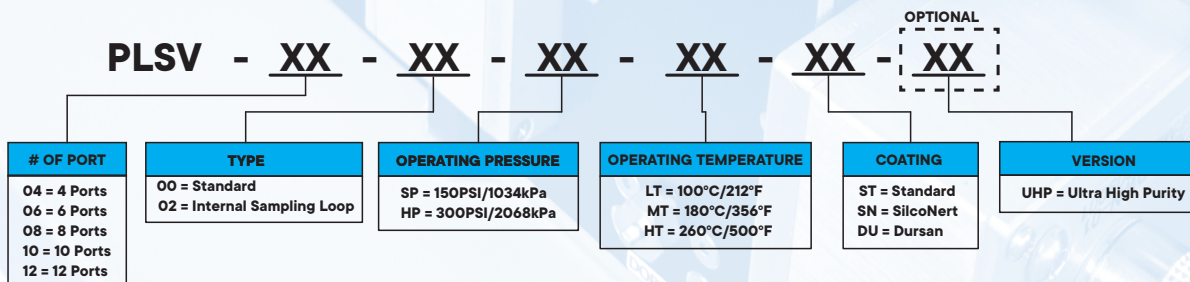 OPTIONAL
PLSV - XX - XX - XX - XX - XX - XX
# OF PORT
04 = 4 Ports
06 = 6 Ports
08 = 8 Ports
10 = 10 Ports
12 = 12 Ports
TYPE
00 = Standard
02 = Internal Sampling Loop
OPERATING PRESSURE
SP = 150PSI/1034kPa
HP = 300PSI/2068kPa
OPERATING TEMPERATURE
LT = 100°C/212°F
MT = 180°C/356°F
HT = 260°C/500°F
COATING
ST = Standard
SN = SilcoNert
DU = Dursan
VERSION
UHP = Ultra High Purity